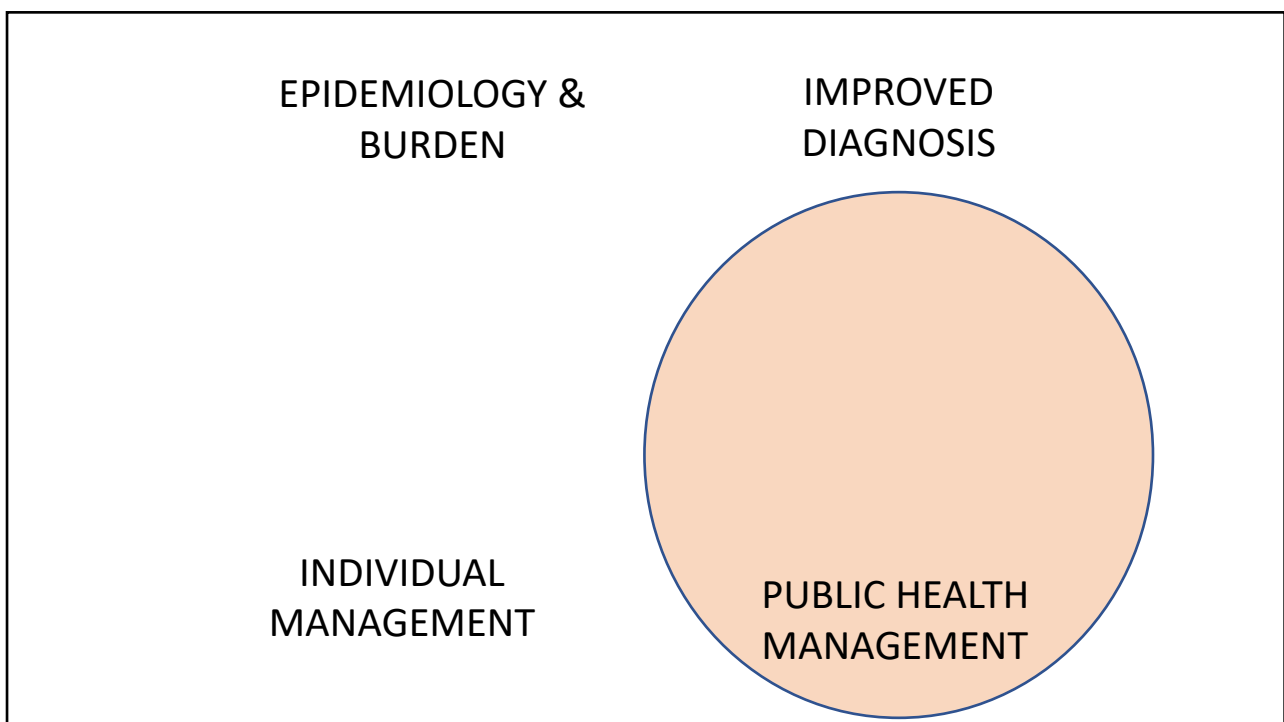 EPIDEMIOLOGY &
BURDEN
IMPROVED
DIAGNOSIS
INDIVIDUAL
MANAGEMENT
PUBLIC HEALTH
MANAGEMENT